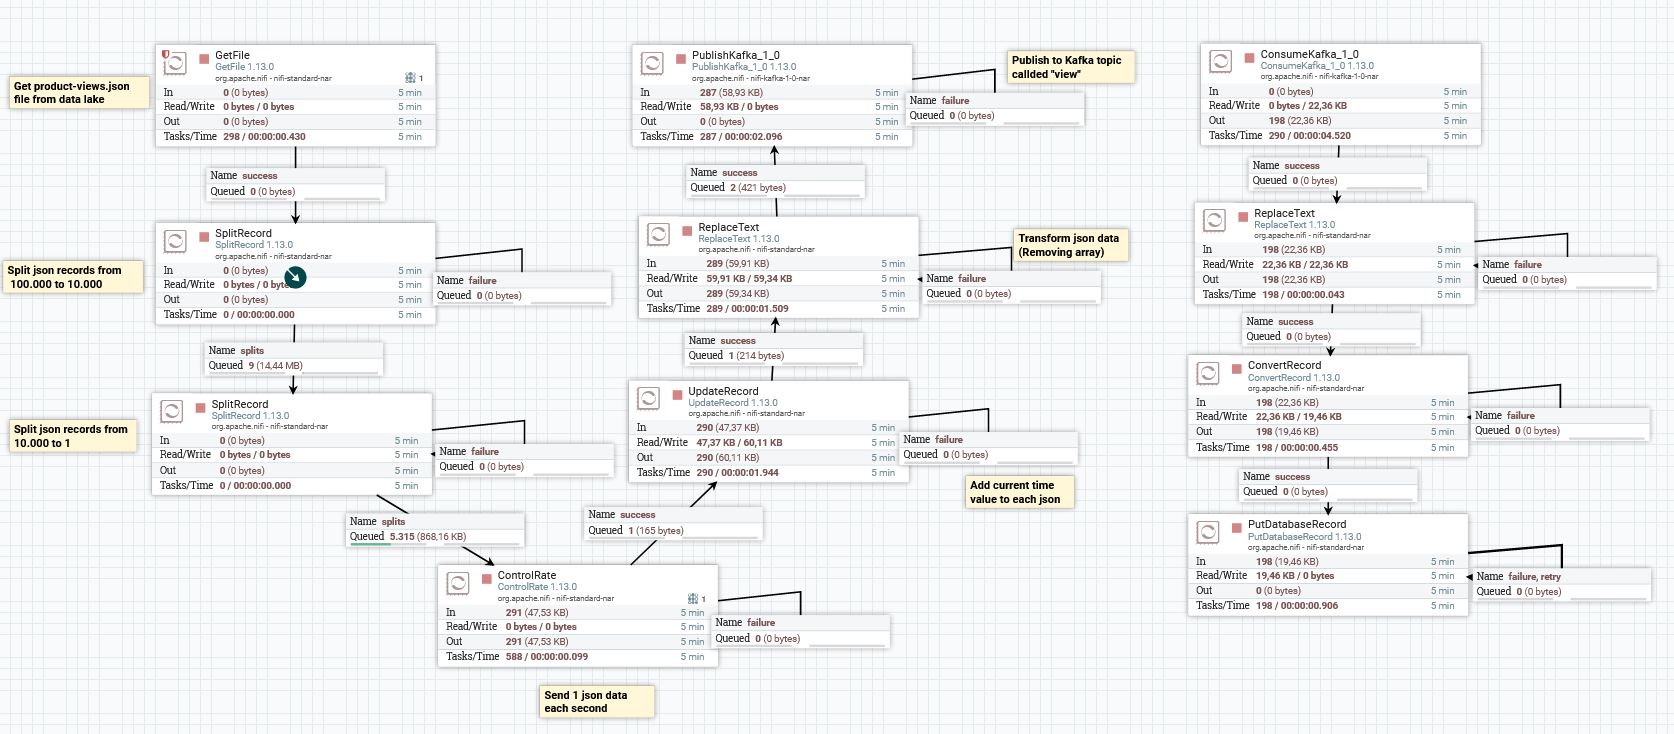 Get product-views.json
file from data lake
GetFile
GetFile 1.13.0
org.apache.nifi - nifi-standard-nar
1
In 0 (0 bytes) 5 min
Read/Write 0 bytes / 0 bytes 5 min
Out 0 (0 bytes) 5 min
Tasks/Time 298 / 00:00:00.430 5 min
Name success
Queued 0 (0 bytes)
Split json records from
100.000 to 10.000
SplitRecord
SplitRecord 1.13.0
org.apache.nifi - nifi-standard-nar
In 0 (0 bytes) 5 min
Read/Write 0 bytes / 0 bytes 5 min
Out 0 (0 bytes) 5 min
Tasks/Time 0 / 00:00:00.000 5 min
Name failure
Queued 0 (0 bytes)
Name splits
Queued 9 (14,44 MB)
Split json records from
10.000 to 1
SplitRecord
SplitRecord 1.13.0
org.apache.nifi - nifi-standard-nar
In 0 (0 bytes) 5 min
Read/Write 0 bytes / 0 bytes 5 min
Out 0 (0 bytes) 5 min
Tasks/Time 0 / 00:00:00.000 5 min
Name failure
Queued 0 (0 bytes)
Name splits
Queued 5.315 (868,16 KB)
ControlRate
ControlRate 1.13.0
org.apache.nifi - nifi-standard-nar
1
In 291 (47,53 KB) 5 min
Read/Write 0 bytes / 0 bytes 5 min
Out 291 (47,53 KB) 5 min
Tasks/Time 588 / 00:00:00.099 5 min
Name failure
Queued 0 (0 bytes)
Send 1 json data
each second
Name success
Queued 1 (165 bytes)
UpdateRecord
UpdateRecord 1.13.0
org.apache.nifi - nifi-standard-nar
In 290 (47,37 KB) 5 min
Read/Write 47,37 KB / 60,11 KB 5 min
Out 290 (60,11 KB) 5 min
Tasks/Time 290 / 00:00:01.944 5 min
Name failure
Queued 0 (0 bytes)
Add current time
value to each json
Name success
Queued 1 (214 bytes)
ReplaceText
ReplaceText 1.13.0
org.apache.nifi - nifi-standard-nar
In 289 (59,91 KB) 5 min
Read/Write 59,91 KB / 59,34 KB 5 min
Out 289 (59,34 KB) 5 min
Tasks/Time 289 / 00:00:01.509 5 min
Transform json data
(Removing array)
Name failure
Queued 0 (0 bytes)
Name success
Queued 2 (421 bytes)
PublishKafka_1_0
PublishKafka_1_0 1.13.0
org.apache.nifi - nifi-kafka-1-0-nar
In 287 (58,93 KB) 5 min
Read/Write 58,93 KB / 0 bytes 5 min
Out 0 (0 bytes) 5 min
Tasks/Time 287 / 00:00:02.096 5 min
Publish to Kafka topic
callded "view"
Name failure
Queued 0 (0 bytes)
ConsumeKafka_1_0
ConsumeKafka_1_0 1.13.0
org.apache.nifi - nifi-kafka-1-0-nar
In 0 (0 bytes) 5 min
Read/Write 0 bytes / 22,36 KB 5 min
Out 198 (22,36 KB) 5 min
Tasks/Time 290 / 00:00:04.520 5 min
Name success
Queued 0 (0 bytes)
ReplaceText
ReplaceText 1.13.0
org.apache.nifi - nifi-standard-nar
In 198 (22,36 KB) 5 min
Read/Write 22,36 KB / 22,36 KB 5 min
Out 198 (22,36 KB) 5 min
Tasks/Time 198 / 00:00:00.043 5 min
Name failure
Queued 0 (0 bytes)
Name success
Queued 0 (0 bytes)
ConvertRecord
ConvertRecord 1.13.0
org.apache.nifi - nifi-standard-nar
In 198 (22,36 KB) 5 min
Read/Write 22,36 KB / 19,46 KB 5 min
Out 198 (19,46 KB) 5 min
Tasks/Time 198 / 00:00:00.455 5 min
Name failure
Queued 0 (0 bytes)
Name success
Queued 0 (0 bytes)
PutDatabaseRecord
PutDatabaseRecord 1.13.0
org.apache.nifi - nifi-standard-nar
In 198 (19,46 KB) 5 min
Read/Write 19,46 KB / 0 bytes 5 min
Out 0 (0 bytes) 5 min
Tasks/Time 198 / 00:00:00.906 5 min
Name failure, retry
Queued 0 (0 bytes)